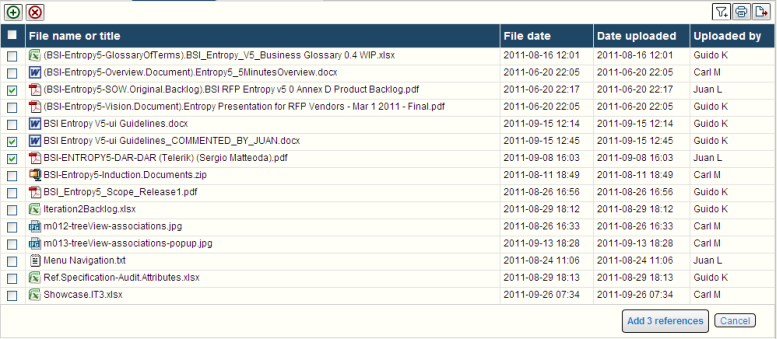 File name or title File date Date uploaded Uploaded by
(BSI-Entropy5-GlossaryOfTerms).BSI_Entropy_V5_Business Glossary 0.4 WIP.xlsx 2011-08-16 12:01 2011-08-16 12:01 Guido K
(BSI-Entropy5-Overview.Document).Entropy5_5MinutesOverview.docx 2011-06-20 22:05 2011-06-20 22:05 Carl M
(BSI-Entropy5-SOW.Original.Backlog).BSI RFP Entropy v5 0 Annex D Product Backlog.pdf 2011-06-20 22:17 2011-06-20 22:17 Juan L
(BSI-Entropy5-Vision.Document).Entropy Presentation for RFP Vendors - Mar 1 2011 - Final.pdf 2011-06-20 22:05 2011-06-20 22:05 Guido K
BSI Entropy V5-ui Guidelines.docx 2011-09-15 12:14 2011-09-15 12:14 Guido K
BSI Entropy V5-ui Guidelines_COMMENTED_BY_JUAN.docx 2011-09-15 12:45 2011-09-15 12:45 Guido K
BSI-ENTROPY5-DAR-DAR (Telerik) (Sergio Matteoda).pdf 2011-09-08 16:03 2011-09-08 16:03 Juan L
BSI-Entropy5-Induction.Documents.zip 2011-08-11 18:49 2011-08-11 18:49 Carl M
BSI_Entropy5_Scope_Release1.pdf 2011-08-26 16:56 2011-08-26 16:56 Guido K
Iteration2Backlog.xlsx 2011-08-29 18:12 2011-08-29 18:12 Guido K
m012-treeView-associations.jpg 2011-08-26 16:33 2011-08-26 16:33 Carl M
m013-treeView-associations-popup.jpg 2011-09-13 18:28 2011-09-13 18:28 Carl M
Menu Navigation.txt 2011-08-24 11:06 2011-08-24 11:06 Juan L
Ref.Specification-Audit.Attributes.xlsx 2011-08-29 18:13 2011-08-29 18:13 Guido K
Showcase.IT3.xlsx 2011-09-26 07:34 2011-09-26 07:34 Carl M
Add 3 references Cancel